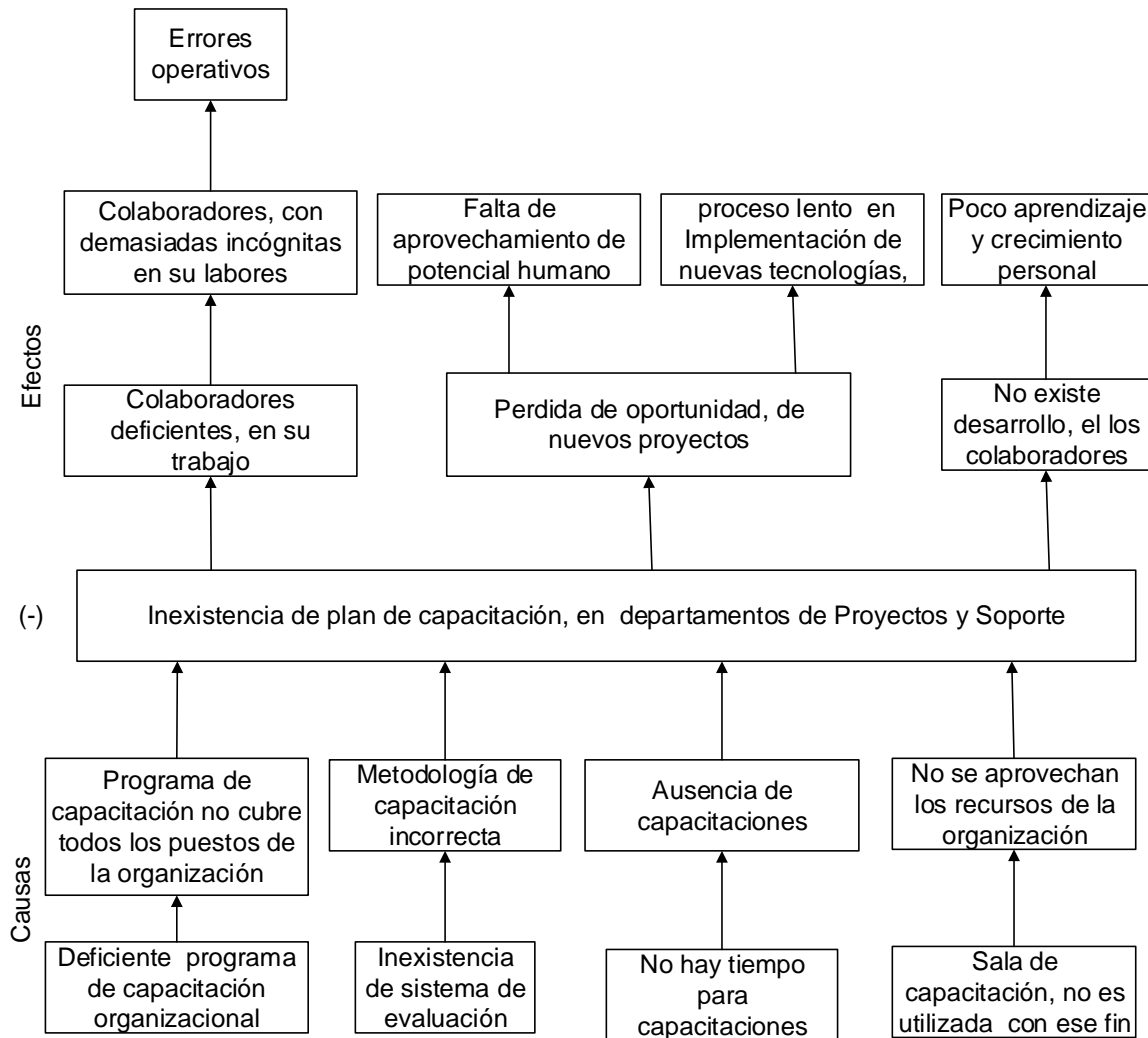 Errores
operativos
Colaboradores, con
demasiadas incógnitas
en su labores
Falta de
aprovechamiento de
potencial humano
proceso lento en
Implementación de
nuevas tecnologías,
Poco aprendizaje
y crecimiento
personal
Efectos
Colaboradores
deficientes, en su
trabajo
Perdida de oportunidad, de
nuevos proyectos
No existe
desarrollo, el los
colaboradores
(-)
Inexistencia de plan de capacitación, en departamentos de Proyectos y Soporte
Causas
Programa de
capacitación no cubre
todos los puestos de
la organización
Metodología de
capacitación
incorrecta
Ausencia de
capacitaciones
No se aprovechan
los recursos de la
organización
Deficiente programa
de capacitación
organizacional
Inexistencia
de sistema de
evaluación
No hay tiempo
para
capacitaciones
Sala de
capacitación, no es
utilizada con ese fin